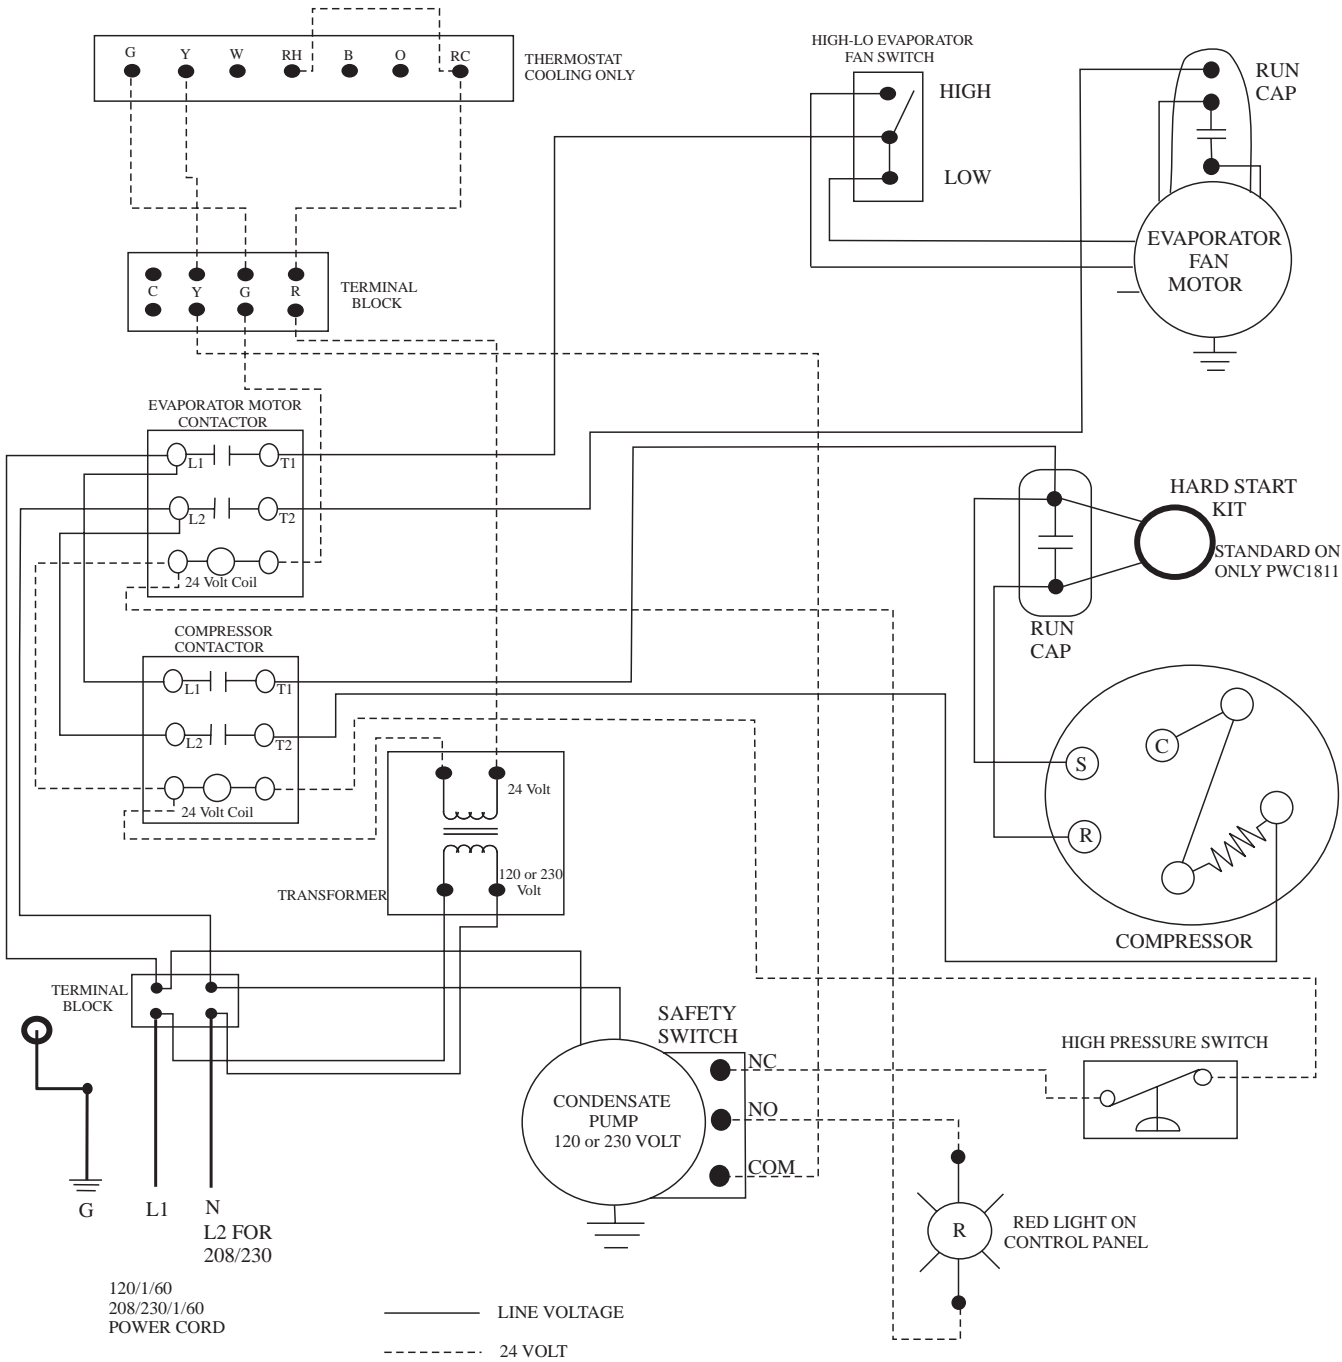 G Y W RH B O RC
THERMOSTAT
COOLING ONLY
HIGH-LO EVAPORATOR
FAN SWITCH
HIGH
LOW
RUN
CAP
EVAPORATOR
FAN
MOTOR
C Y G R
TERMINAL
BLOCK
EVAPORATOR MOTOR
CONTACTOR
L1 T1
L2 T2
24 Volt Coil
HARD START
KIT
STANDARD ON
ONLY PWC1811
RUN
CAP
COMPRESSOR
CONTACTOR
L1 T1
L2 T2
24 Volt Coil
S
C
R
COMPRESSOR
24 Volt
120 or 230
Volt
TRANSFORMER
TERMINAL
BLOCK
SAFETY
SWITCH
NC
NO
COM
CONDENSATE
PUMP
120 or 230 VOLT
HIGH PRESSURE SWITCH
R
RED LIGHT ON
CONTROL PANEL
G L1 N
L2 FOR
208/230
120/1/60
208/230/1/60
POWER CORD
LINE VOLTAGE
24 VOLT